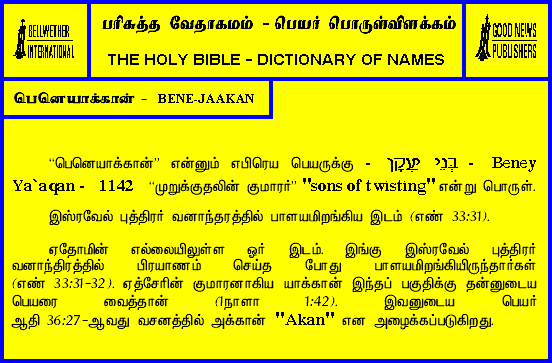 BELLWETHER
INTERNATIONAL
பரிசுத்த வேதாகமம் - பெயர் பொருள்விளக்கம்
THE HOLY BIBLE - DICTIONARY OF NAMES
GOOD NEWS
PUBLISHERS
பெனெயாக்கான் - BENE-JAAKAN
“பெனெயாக்கான்” என்னும் எபிரெய பெயருக்கு - בְּנֵי יַעֲקָן - Beney
Ya`aqan - 1142 “முறுக்குதலின் குமாரர்” "sons of twisting" என்று பொருள்.
இஸ்ரவேல் புத்திரர் வனாந்தரத்தில் பாளயமிறங்கிய இடம் (எண் 33:31).
ஏதோமின் எல்லையிலுள்ள ஓர் இடம். இங்கு இஸ்ரவேல் புத்திரர்
வனாந்திரத்தில் பிரயாணம் செய்த போது பாளயமிறங்கியிருந்தார்கள்
(எண் 33:31-32). ஏத்சேரின் குமாரனாகிய யாக்கான் இந்தப் பகுதிக்கு தன்னுடைய
பெயரை வைத்தான் (1நாளா 1:42). இவனுடைய பெயர்
ஆதி 36:27-ஆவது வசனத்தில் அக்கான் "Akan" என அழைக்கப்படுகிறது.